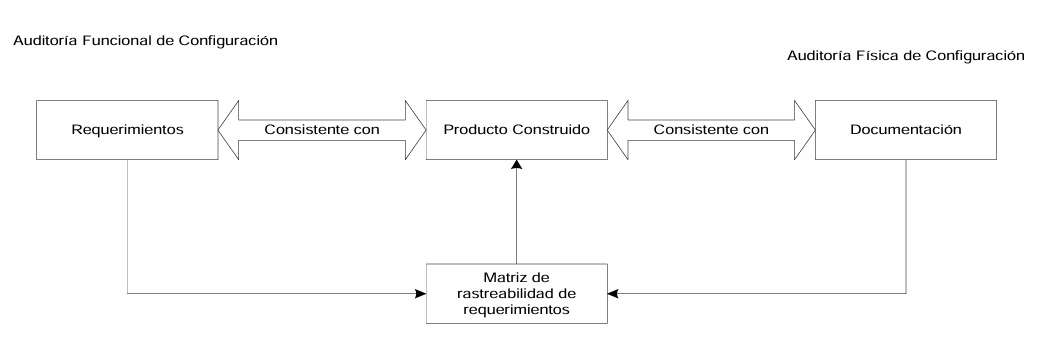 Auditoría Funcional de Configuración
Auditoría Física de Configuración
Requerimientos
Consistente con
Producto Construido
Consistente con
Documentación
Matriz de
rastreabilidad de
requerimientos